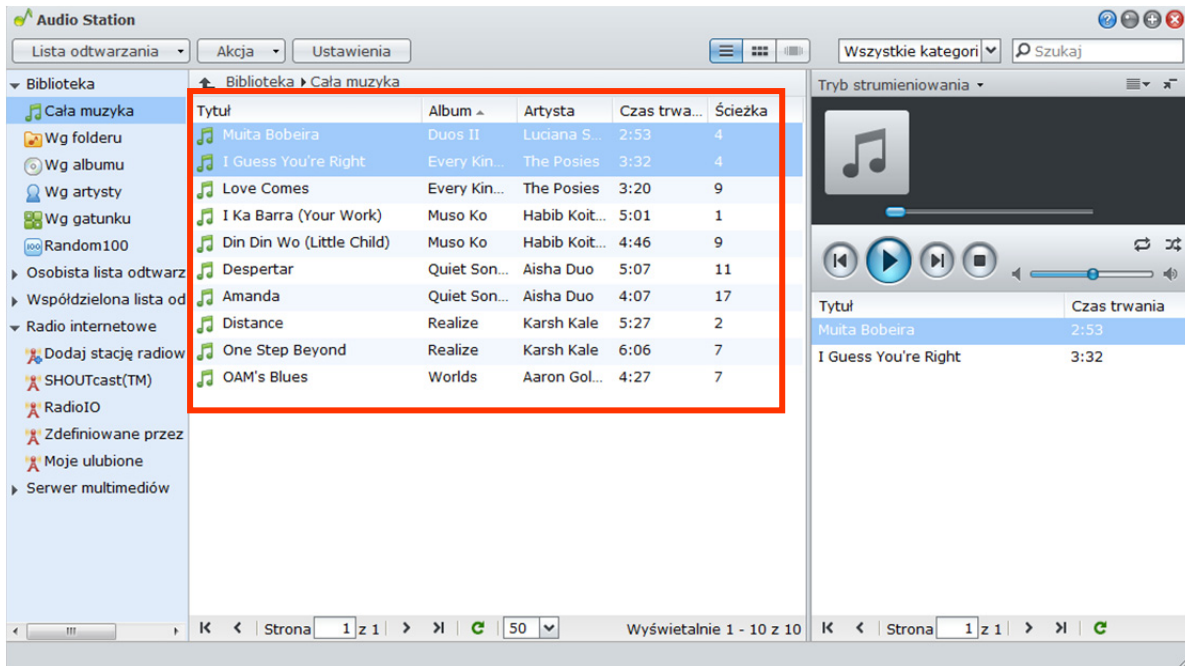 Audio Station
Lista odtwarzania Akcja Ustawienia Wszystkie kategori Szukaj
Biblioteka
Cała muzyka
Wg folderu
Wg albumu
Wg artysty
Wg gatunku
100 Random100
Osobista lista odtwarz
Współdzielona lista od
Radio internetowe
Dodaj stację radiow
SHOUTcast(TM)
RadioIO
Zdefiniowane przez
Moje ulubione
Serwer multimediów
Biblioteka Cała muzyka
Tytuł Album Artysta Czas trwa... Ścieżka
Muita Bobeira Duos II Luciana S... 2:53 4
I Guess You're Right Every Kin... The Posies 3:32 4
Love Comes Every Kin... The Posies 3:20 9
I Ka Barra (Your Work) Muso Ko Habib Koit... 5:01 1
Din Din Wo (Little Child) Muso Ko Habib Koit... 4:46 9
Despertar Quiet Son... Aisha Duo 5:07 11
Amanda Quiet Son... Aisha Duo 4:07 17
Distance Realize Karsh Kale 5:27 2
One Step Beyond Realize Karsh Kale 6:06 7
OAM's Blues Worlds Aaron Gol... 4:27 7
Strona 1 z 1 50 Wyświetalnie 1 - 10 z 10
Tryb strumieniowania
Tytuł Czas trwania
Muita Bobeira 2:53
I Guess You're Right 3:32
Strona 1 z 1